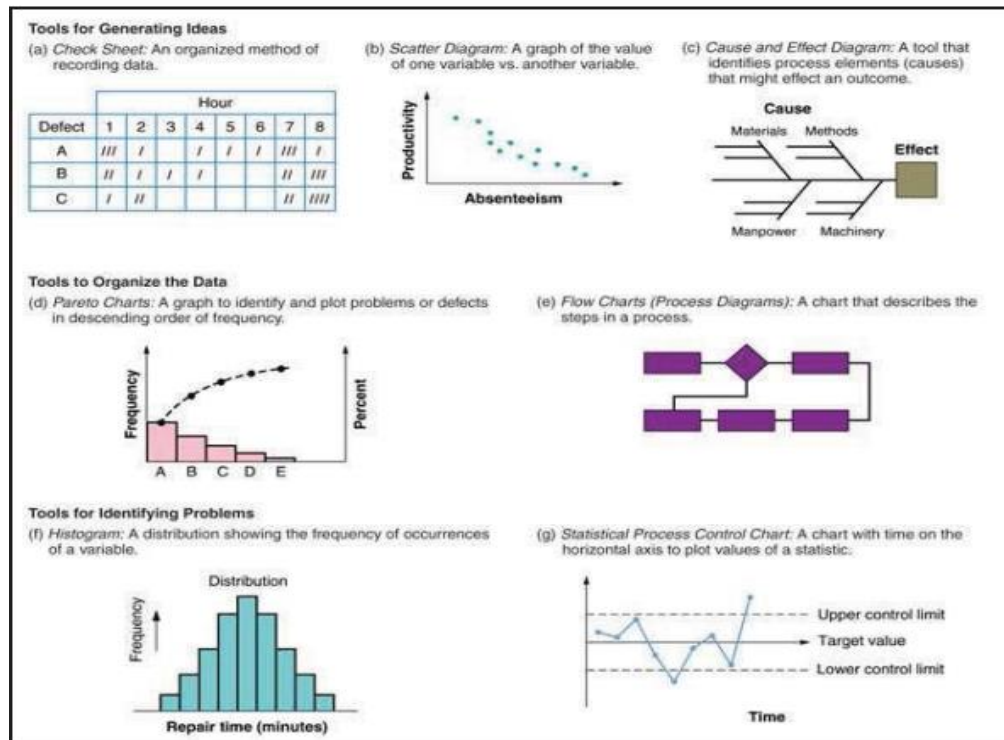 Tools for Generating Ideas
(a) Check Sheet: An organized method of
recording data.
Hour
Defect 1 2 3 4 5 6 7 8
A /// / / / / /// /
B // / / / // ///
C / // // ////
(b) Scatter Diagram: A graph of the value
of one variable vs. another variable.
Productivity
Absenteeism
(c) Cause and Effect Diagram: A tool that
identifies process elements (causes)
that might effect an outcome.
Cause
Materials Methods
Effect
Manpower Machinery
Tools to Organize the Data
(d) Pareto Charts: A graph to identify and plot problems or defects
in descending order of frequency.
Frequency
Percent
A B C D E
(e) Flow Charts (Process Diagrams): A chart that describes the
steps in a process.
Tools for Identifying Problems
(f) Histogram: A distribution showing the frequency of occurrences
of a variable.
Distribution
Frequency
Repair time (minutes)
(g) Statistical Process Control Chart: A chart with time on the
horizontal axis to plot values of a statistic.
Upper control limit
Target value
Lower control limit
Time